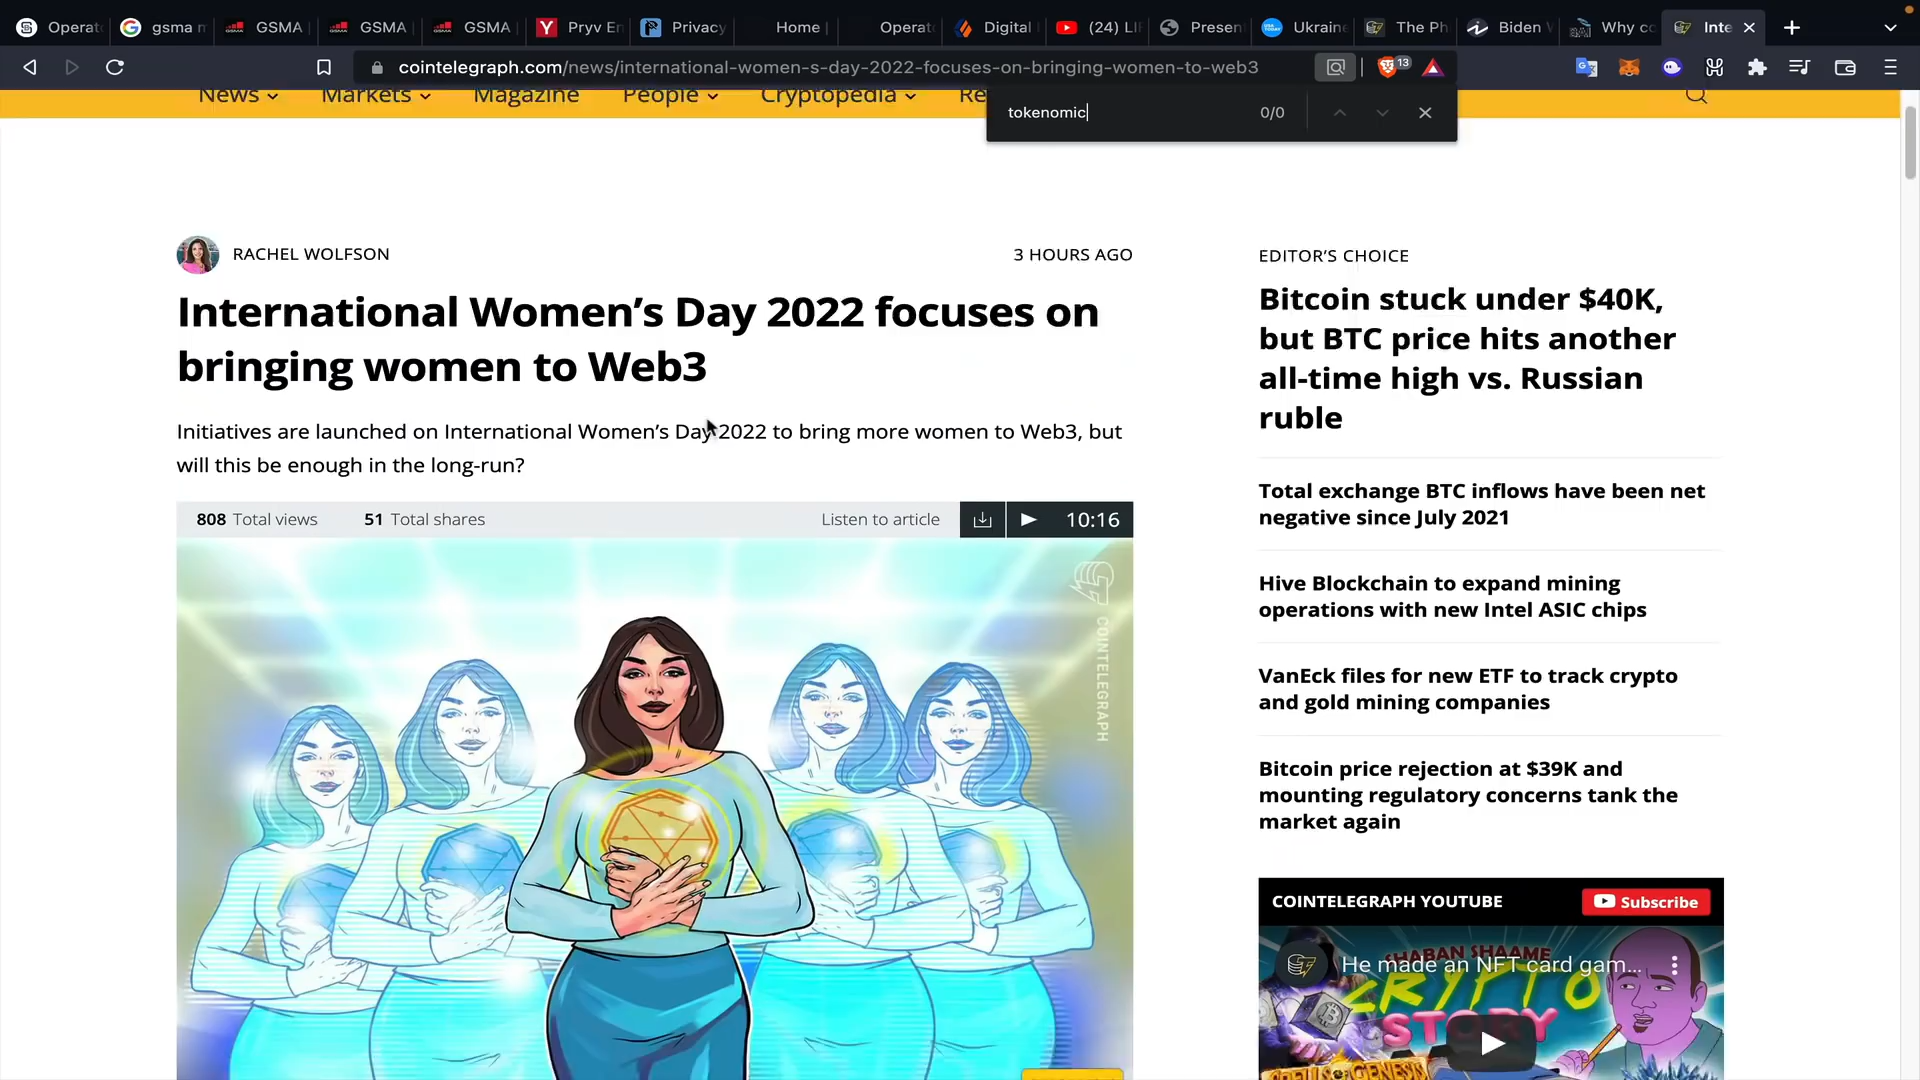 Operat
gsma m
GSMA
GSMA
GSMA
Pryv En
Privacy
Home
Operat
Digital
(24) LI
Presen
Ukraine
The Ph
Biden W
Why co
Inte
cointelegraph.com/news/international-women-s-day-2022-focuses-on-bringing-women-to-web3
13
News
Markets
Magazine
People
Cryptopedia
Re
tokenomic
0/0
RACHEL WOLFSON
3 HOURS AGO
International Women's Day 2022 focuses on
bringing women to Web3
Initiatives are launched on International Women's Day 2022 to bring more women to Web3, but
will this be enough in the long-run?
808 Total views
51 Total shares
Listen to article
10:16
COINTELEGRAPH
EDITOR'S CHOICE
Bitcoin stuck under $40K,
but BTC price hits another
all-time high vs. Russian
ruble
Total exchange BTC inflows have been net
negative since July 2021
Hive Blockchain to expand mining
operations with new Intel ASIC chips
VanEck files for new ETF to track crypto
and gold mining companies
Bitcoin price rejection at $39K and
mounting regulatory concerns tank the
market again
COINTELEGRAPH YOUTUBE
Subscribe
SHABAN SHAAME
He made an NFT card gam...
CRYPTO
STORY
SPELLS OF GENESIS